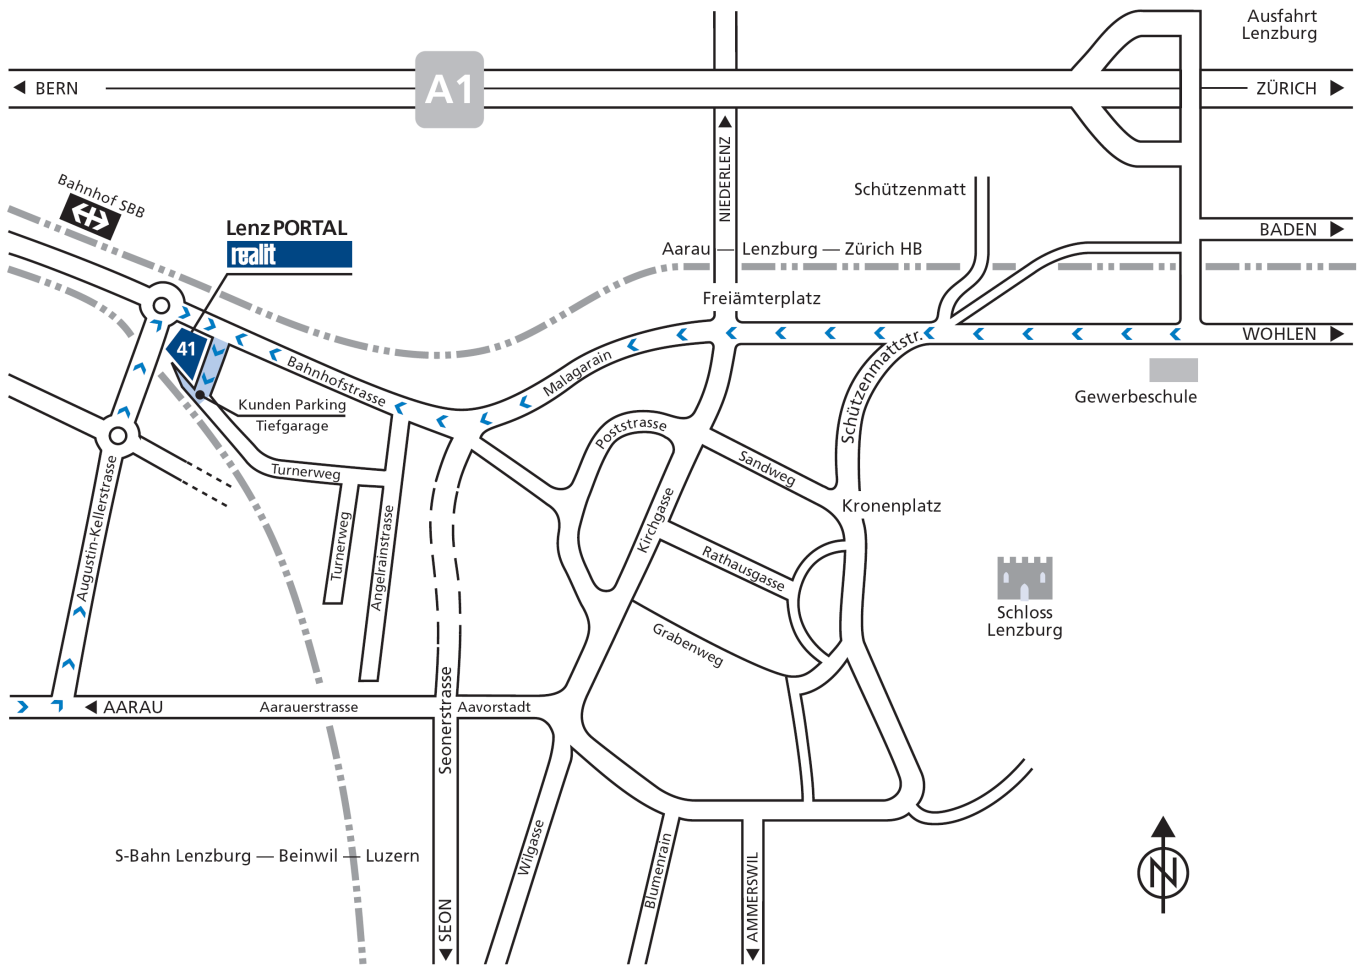 Ausfahrt
Lenzburg
BERN
A1
ZÜRICH
Bahnhof SBB
NIEDERLENZ
Schützenmatt
LenzPORTAL
realit
BADEN
Aarau — Lenzburg — Zürich HB
Freiämterplatz
WOHLEN
41
Bahnhofstrasse
Malagarain
Schützenmattstr.
Gewerbeschule
Kunden Parking
Tiefgarage
Poststrasse
Sandweg
Turnerweg
Kronenplatz
Augustin-Kellerstrasse
Turnerweg
Angelrainstrasse
Kirchgasse
Rathausgasse
Schloss
Lenzburg
Grabenweg
AARAU
Aarauerstrasse
Seonerstrasse
Aavorstadt
S-Bahn Lenzburg — Beinwil — Luzern
Wilgasse
Blumenrain
SEON
AMMERSWIL
N